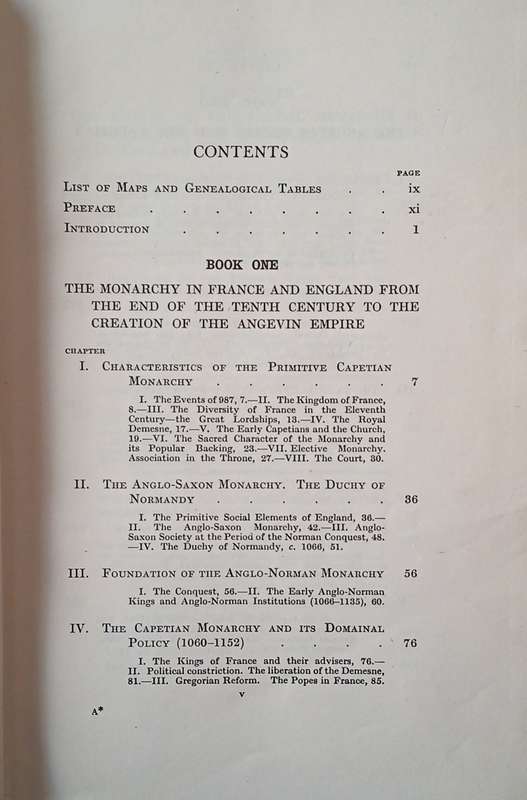 CONTENTS
PAGE
List of Maps and Genealogical Tables . . ix
Preface . . . . . . . . xi
Introduction . . . . . . . 1
BOOK ONE
THE MONARCHY IN FRANCE AND ENGLAND FROM
THE END OF THE TENTH CENTURY TO THE
CREATION OF THE ANGEVIN EMPIRE
CHAPTER
I. Characteristics of the Primitive Capetian
Monarchy . . . . . . 7
I. The Events of 987, 7.—II. The Kingdom of France,
8.—III. The Diversity of France in the Eleventh
Century—the Great Lordships, 13.—IV. The Royal
Demesne, 17.—V. The Early Capetians and the Church,
19.—VI. The Sacred Character of the Monarchy and
its Popular Backing, 23.—VII. Elective Monarchy.
Association in the Throne, 27.—VIII. The Court, 30.
II. The Anglo-Saxon Monarchy. The Duchy of
Normandy . . . . . . 36
I. The Primitive Social Elements of England, 36.—
II. The Anglo-Saxon Monarchy, 42.—III. Anglo-
Saxon Society at the Period of the Norman Conquest, 48.
—IV. The Duchy of Normandy, c. 1066, 51.
III. Foundation of the Anglo-Norman Monarchy 56
I. The Conquest, 56.—II. The Early Anglo-Norman
Kings and Anglo-Norman Institutions (1066–1135), 60.
IV. The Capetian Monarchy and its Domainal
Policy (1060–1152) . . . . 76
I. The Kings of France and their advisers, 76.—
II. Political constriction. The liberation of the Demesne,
81.—III. Gregorian Reform. The Popes in France, 85.
v
A*